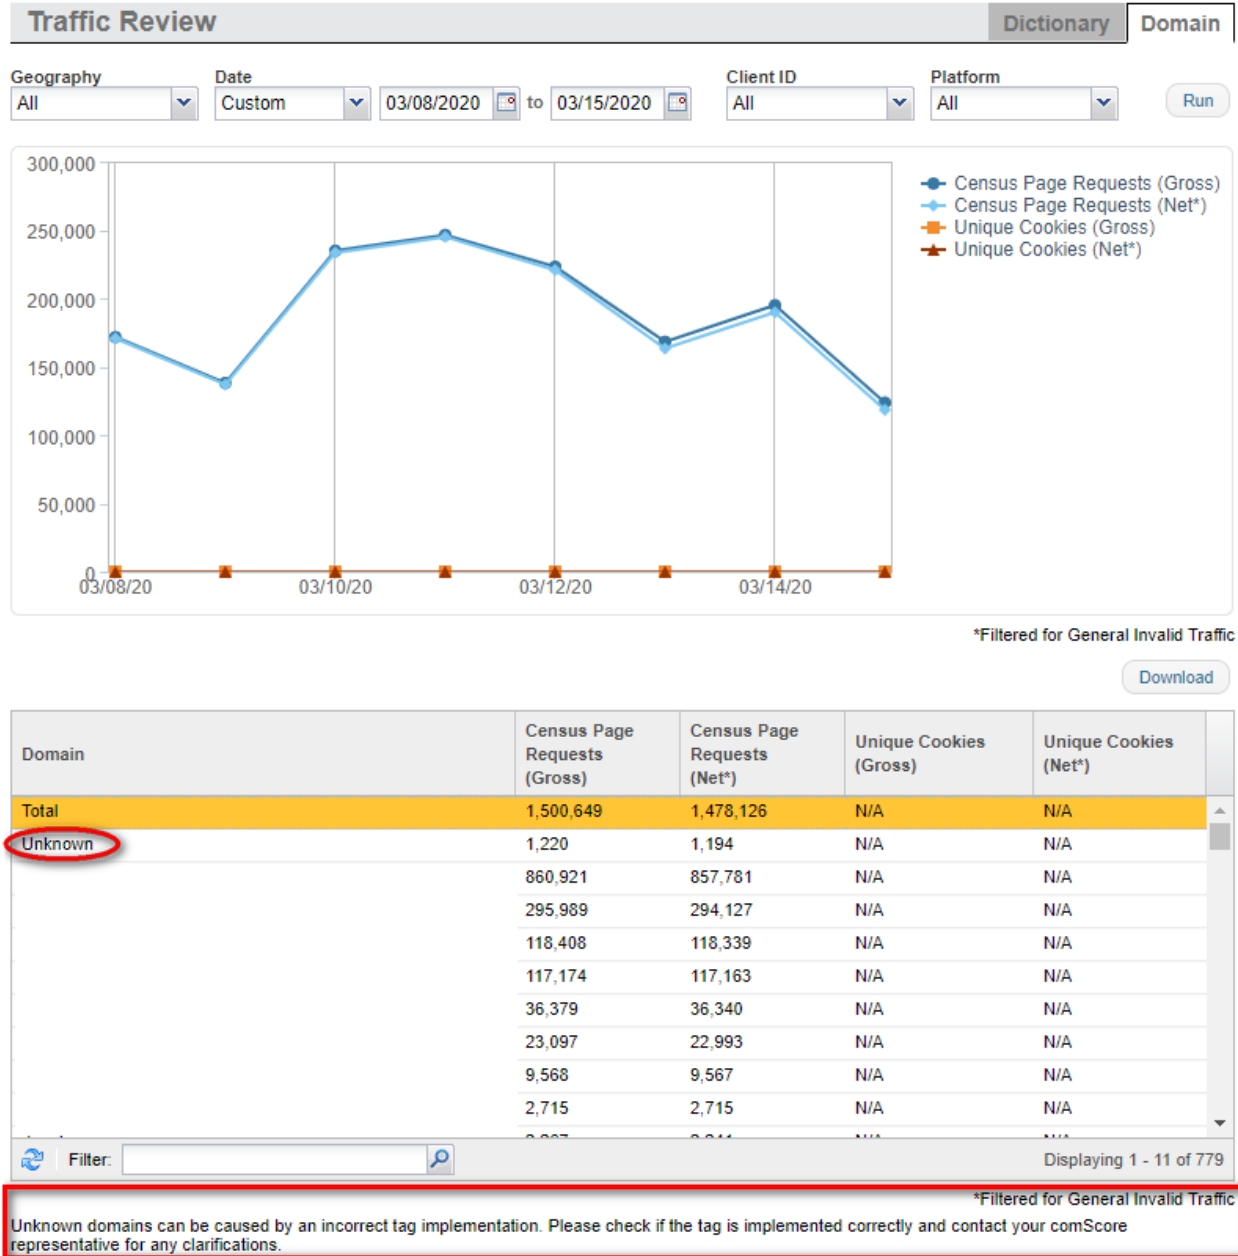 Traffic Review
Dictionary
Domain
Geography
All
Date
Custom
03/08/2020 to 03/15/2020
Client ID
All
Platform
All
Run
300,000
250,000
200,000
150,000
100,000
50,000
0
03/08/20 03/10/20 03/12/20 03/14/20
Census Page Requests (Gross)
Census Page Requests (Net*)
Unique Cookies (Gross)
Unique Cookies (Net*)
*Filtered for General Invalid Traffic
Download
Domain
Census Page
Requests
(Gross)
Census Page
Requests
(Net*)
Unique Cookies
(Gross)
Unique Cookies
(Net*)
Total 1,500,649 1,478,126 N/A N/A
Unknown 1,220 1,194 N/A N/A
860,921 857,781 N/A N/A
295,989 294,127 N/A N/A
118,408 118,339 N/A N/A
117,174 117,163 N/A N/A
36,379 36,340 N/A N/A
23,097 22,993 N/A N/A
9,568 9,567 N/A N/A
2,715 2,715 N/A N/A
Filter:
Displaying 1 - 11 of 779
*Filtered for General Invalid Traffic
Unknown domains can be caused by an incorrect tag implementation. Please check if the tag is implemented correctly and contact your comScore
representative for any clarifications.